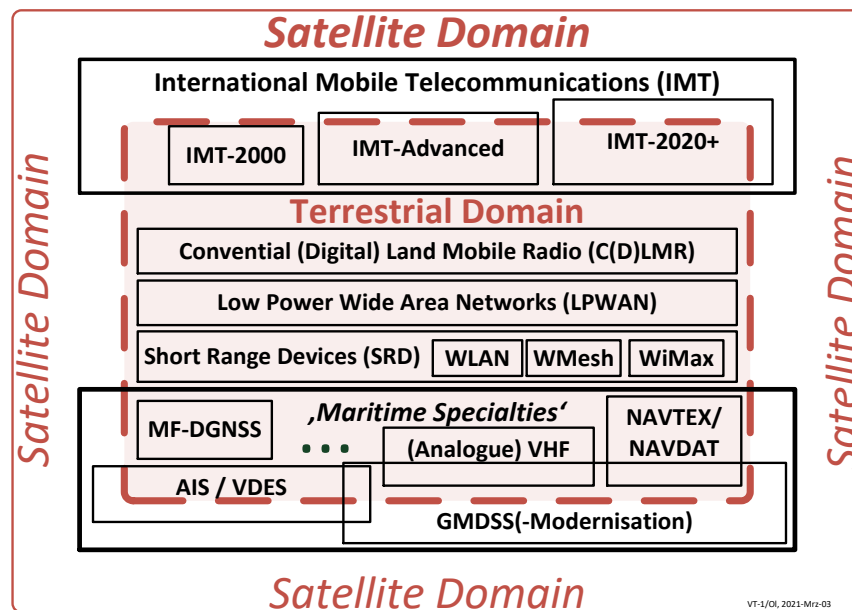 Satellite Domain
International Mobile Telecommunications (IMT)
IMT-2000
IMT-Advanced
IMT-2020+
Satellite Domain
Terrestrial Domain
Satellite Domain
Convential (Digital) Land Mobile Radio (C(D)LMR)
Low Power Wide Area Networks (LPWAN)
Short Range Devices (SRD)
WLAN
WMesh
WiMax
‚Maritime Specialties‘
MF-DGNSS
...
(Analogue) VHF
NAVTEX/
NAVDAT
AIS / VDES
GMDSS(-Modernisation)
Satellite Domain
VT-1/OI, 2021-Mrz-03